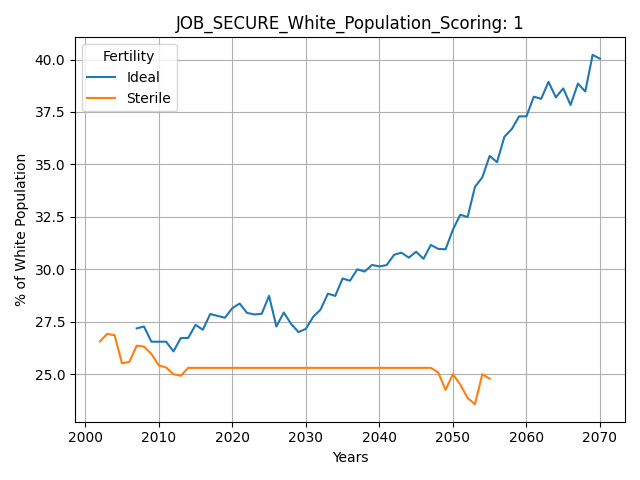 JOB_SECURE_White_Population_Scoring: 1
Fertility
Ideal
Sterile
% of White Population
40.0
37.5
35.0
32.5
30.0
27.5
25.0
2000 2010 2020 2030 2040 2050 2060 2070
Years